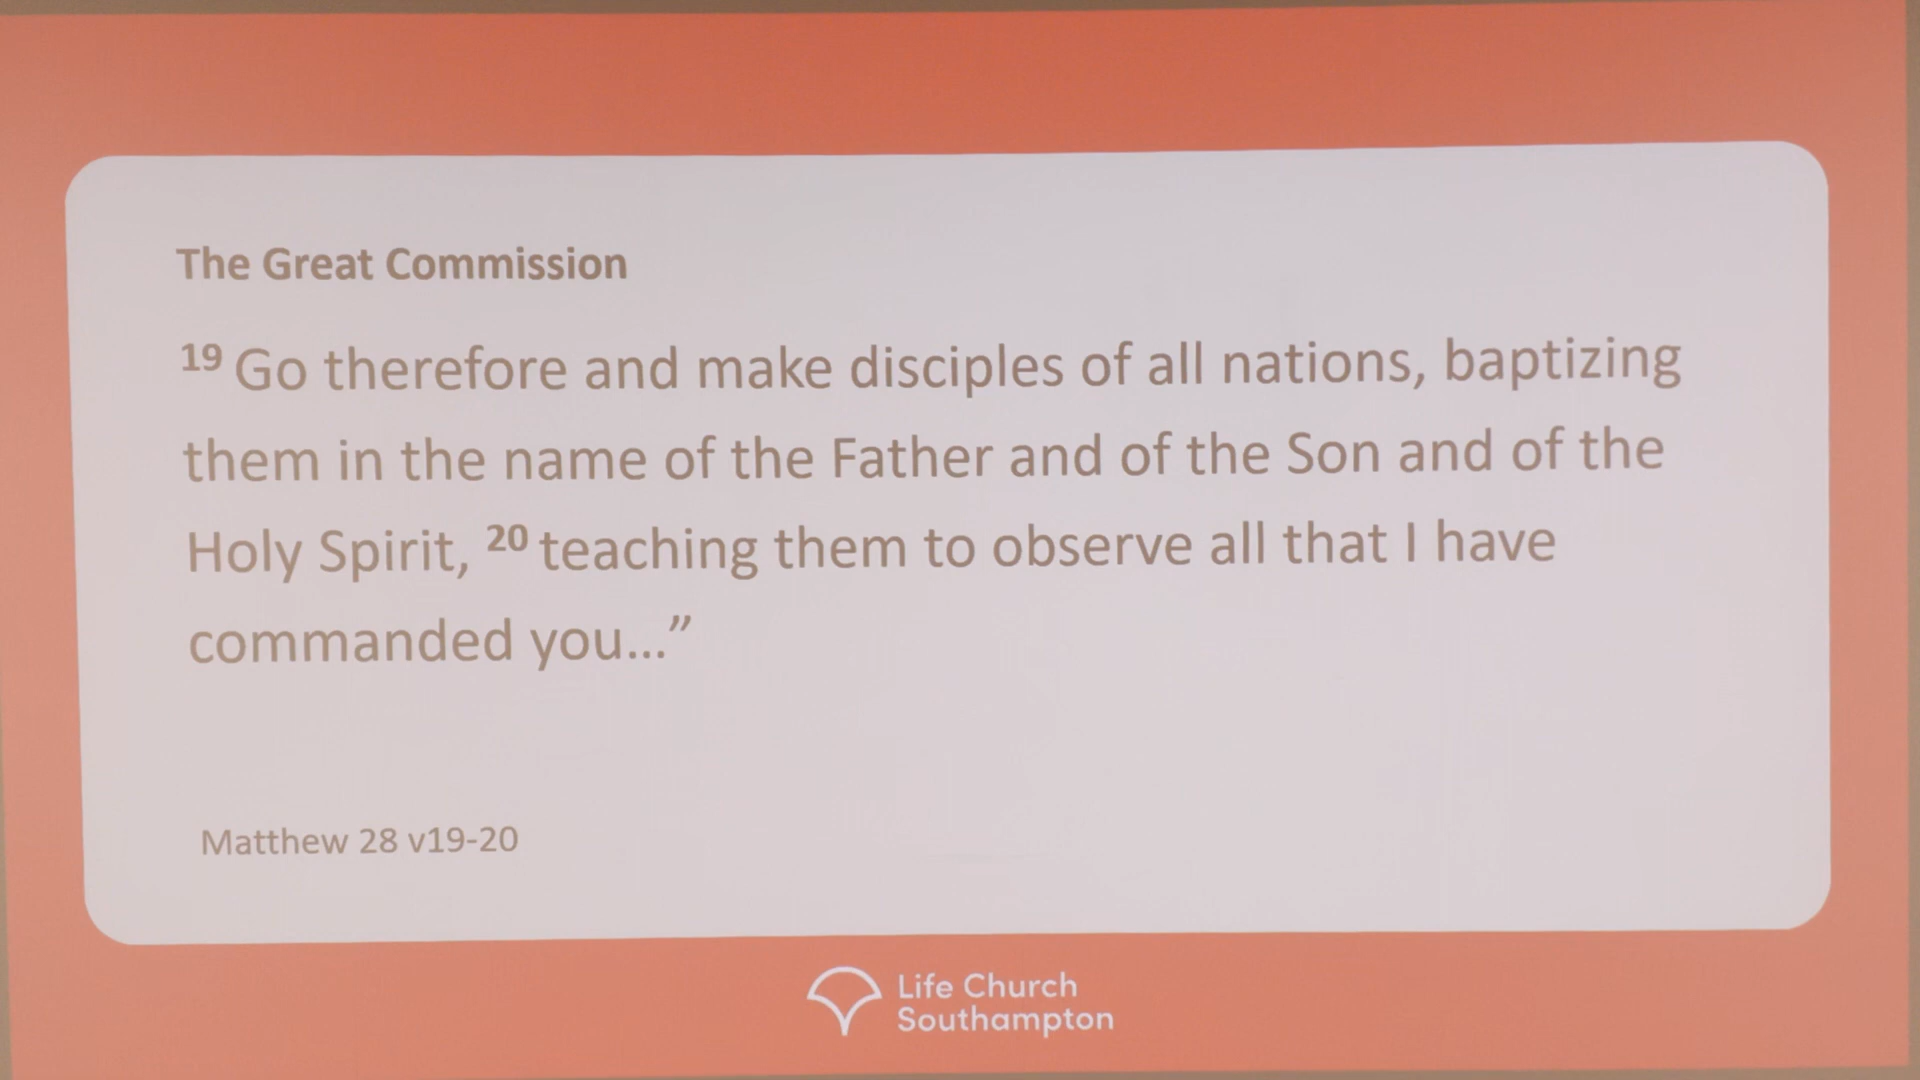 The Great Commission
19 Go therefore and make disciples of all nations, baptizing
them in the name of the Father and of the Son and of the
Holy Spirit, 20 teaching them to observe all that I have
commanded you...”
Matthew 28 v19-20
Life Church
Southampton